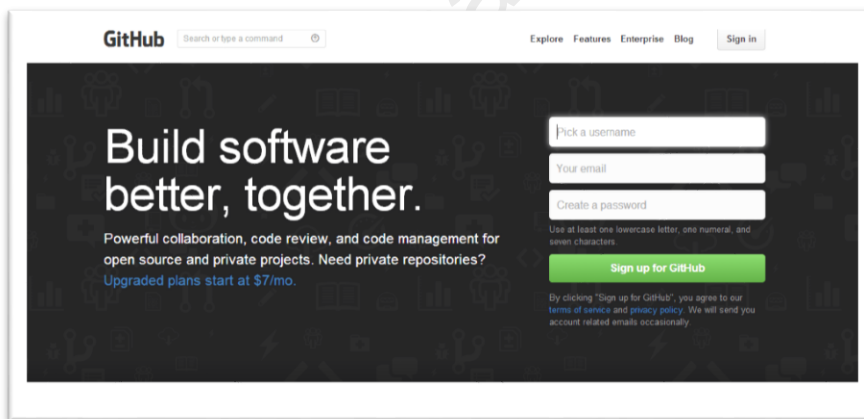 GitHub
Search or type a command
Explore Features Enterprise Blog
Sign in
Build software
better, together.
Powerful collaboration, code review, and code management for
open source and private projects. Need private repositories?
Upgraded plans start at $7/mo.
Pick a username
Your email
Create a password
Use at least one lowercase letter, one numeral, and
seven characters.
Sign up for GitHub
By clicking "Sign up for GitHub", you agree to our
terms of service and privacy policy. We will send you
account related emails occasionally.